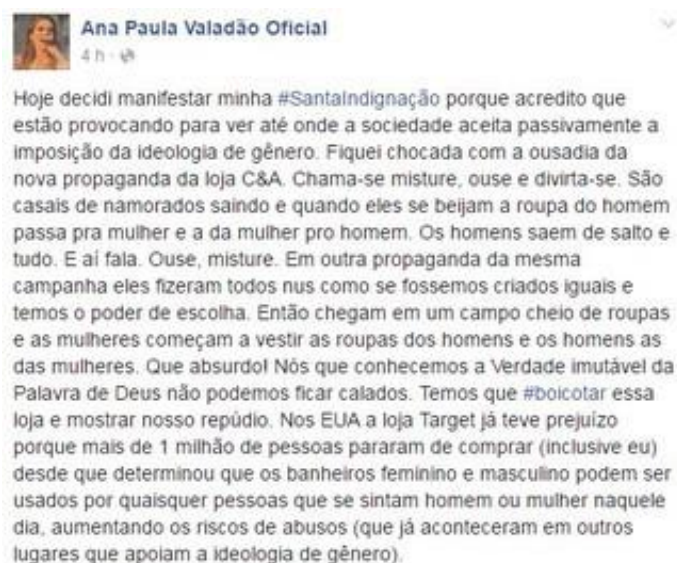 Ana Paula Valadão Oficial
4 h
Hoje decidi manifestar minha #SantaIndignação porque acredito que
estão provocando para ver até onde a sociedade aceita passivamente a
imposição da ideologia de gênero. Fiquei chocada com a ousadia da
nova propaganda da loja C&A. Chama-se misture, ouse e divirta-se. São
casais de namorados saindo e quando eles se beijam a roupa do homem
passa pra mulher e a da mulher pro homem. Os homens saem de salto e
tudo. E aí fala. Ouse, misture. Em outra propaganda da mesma
campanha eles fizeram todos nus como se fossemos criados iguais e
temos o poder de escolha. Então chegam em um campo cheio de roupas
e as mulheres começam a vestir as roupas dos homens e os homens as
das mulheres. Que absurdo! Nós que conhecemos a Verdade imutável da
Palavra de Deus não podemos ficar calados. Temos que #boicotar essa
loja e mostrar nosso repúdio. Nos EUA a loja Target já teve prejuízo
porque mais de 1 milhão de pessoas pararam de comprar (inclusive eu)
desde que determinou que os banheiros feminino e masculino podem ser
usados por quaisquer pessoas que se sintam homem ou mulher naquele
dia, aumentando os riscos de abusos (que já aconteceram em outros
lugares que apoiam a ideologia de gênero).